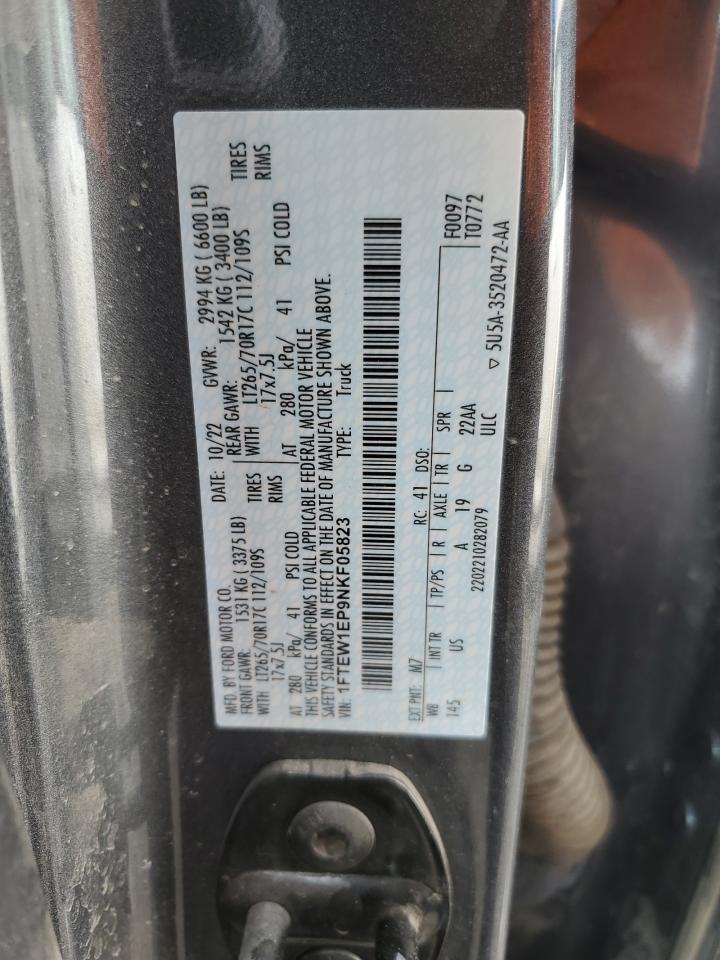 MFD. BY FORD MOTOR CO. DATE: 10/22 GVWR: 2994 KG ( 6600 LB)
FRONT GAWR: 1531 KG ( 3375 LB) REAR GAWR: 1542 KG ( 3400 LB)
WITH LT265/70R17C 112/109S TIRES WITH LT265/70R17C 112/109S TIRES
17x7.5J RIMS 17x7.5J RIMS
AT 280 kPa/ 41 PSI COLD AT 280 kPa/ 41 PSI COLD
THIS VEHICLE CONFORMS TO ALL APPLICABLE FEDERAL MOTOR VEHICLE
SAFETY STANDARDS IN EFFECT ON THE DATE OF MANUFACTURE SHOWN ABOVE.
VIN: 1FTEW1EP9NKF05823 TYPE: Truck
EXT PNT: M7 RC: 41 DSO: F0097
WB INT TR TP/PS R AXLE TR SPR T0772
145 US A 19 G 22AA
2202210282079 ULC
▽ 5U5A-3520472-AA